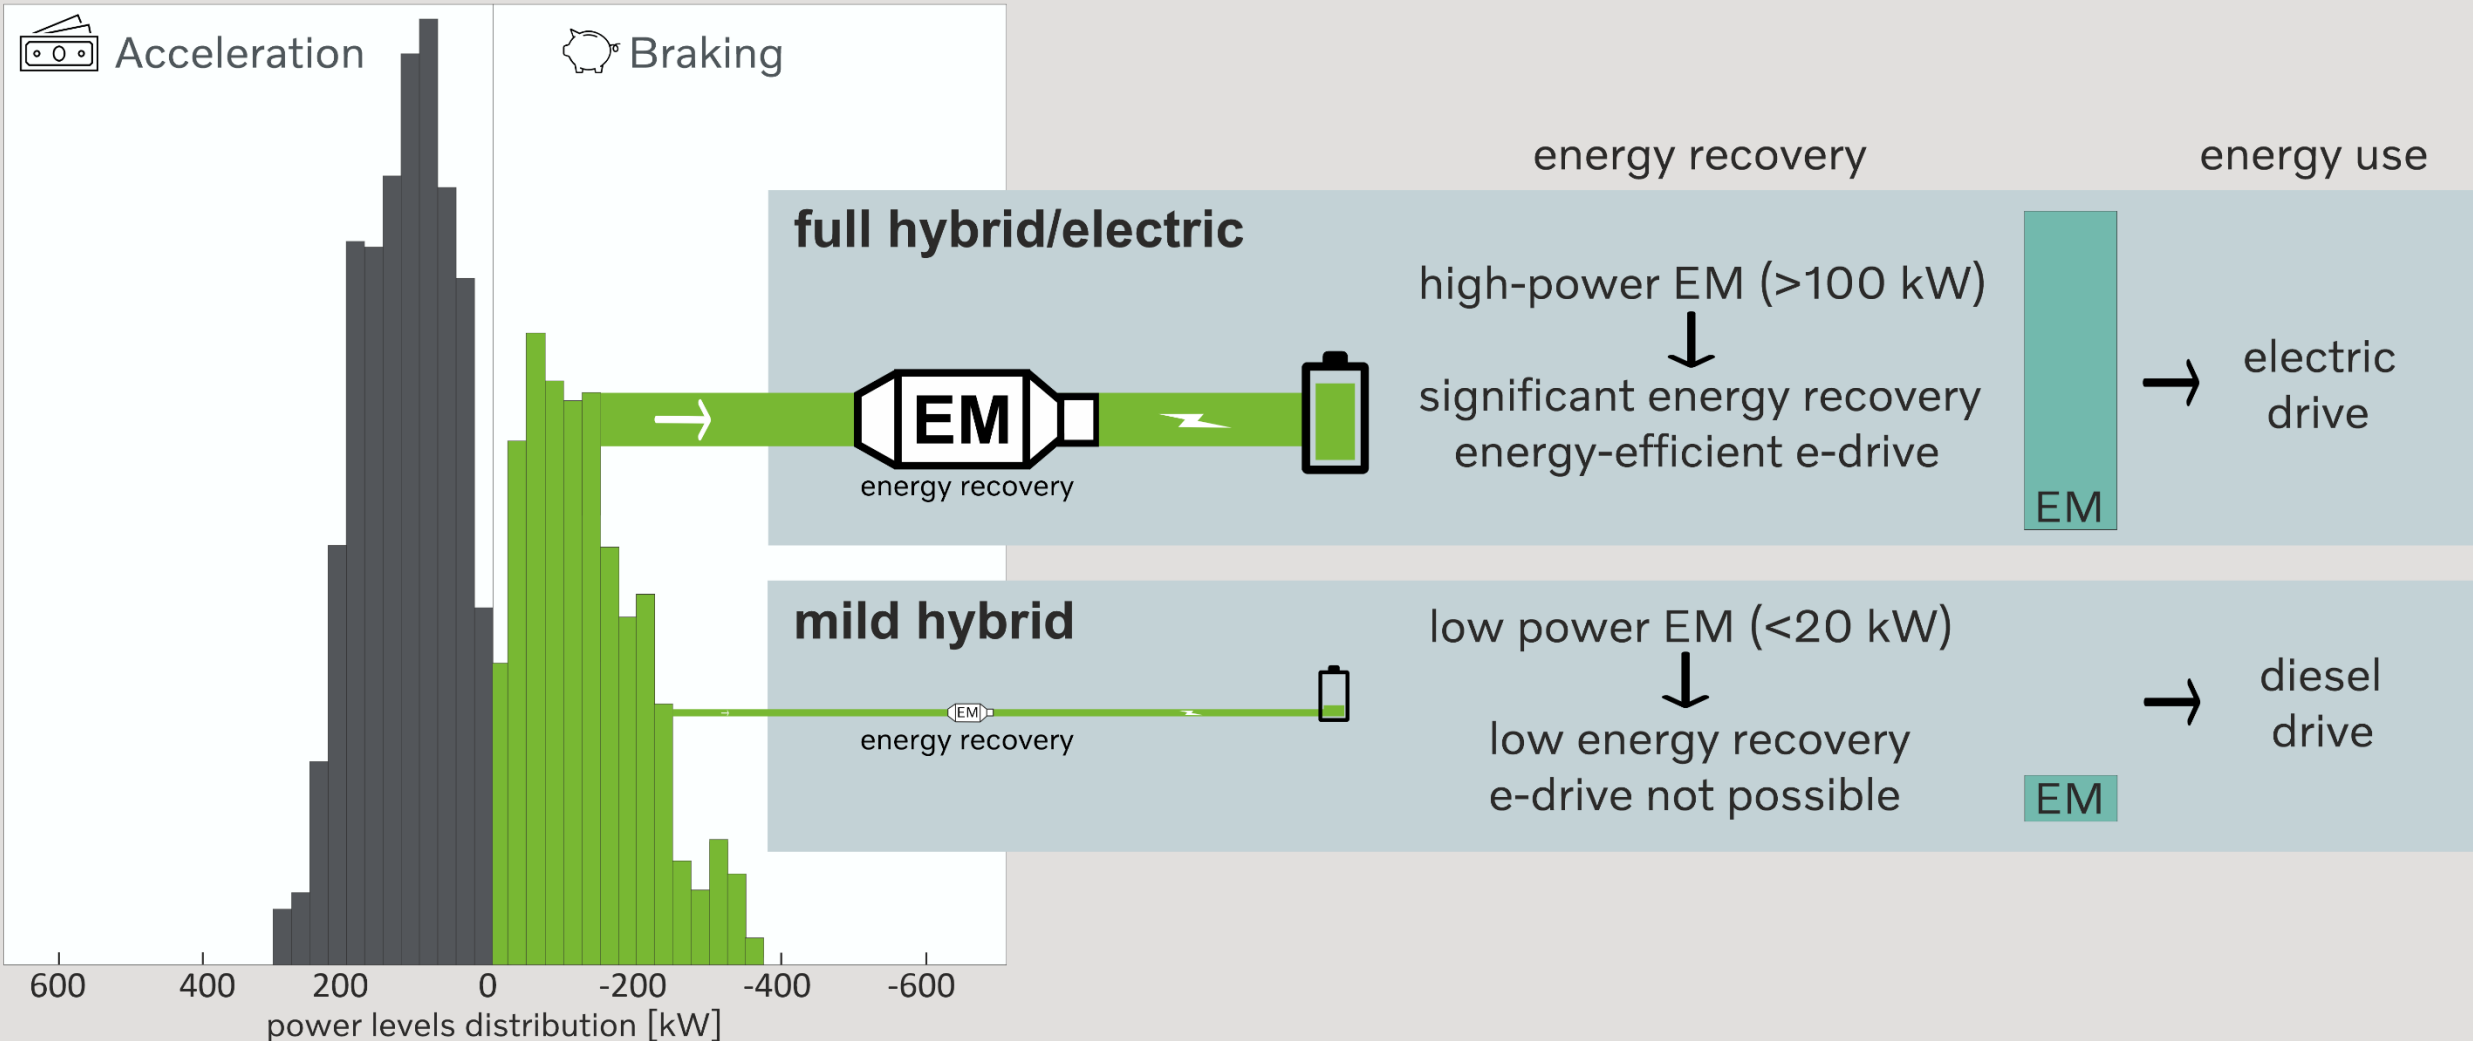 Acceleration
Braking
energy recovery
energy use
full hybrid/electric
high-power EM (>100 kW)
significant energy recovery
energy-efficient e-drive
EM
energy recovery
EM
electric
drive
mild hybrid
low power EM (<20 kW)
low energy recovery
e-drive not possible
EM
energy recovery
EM
diesel
drive
600 400 200 0 -200 -400 -600
power levels distribution [kW]